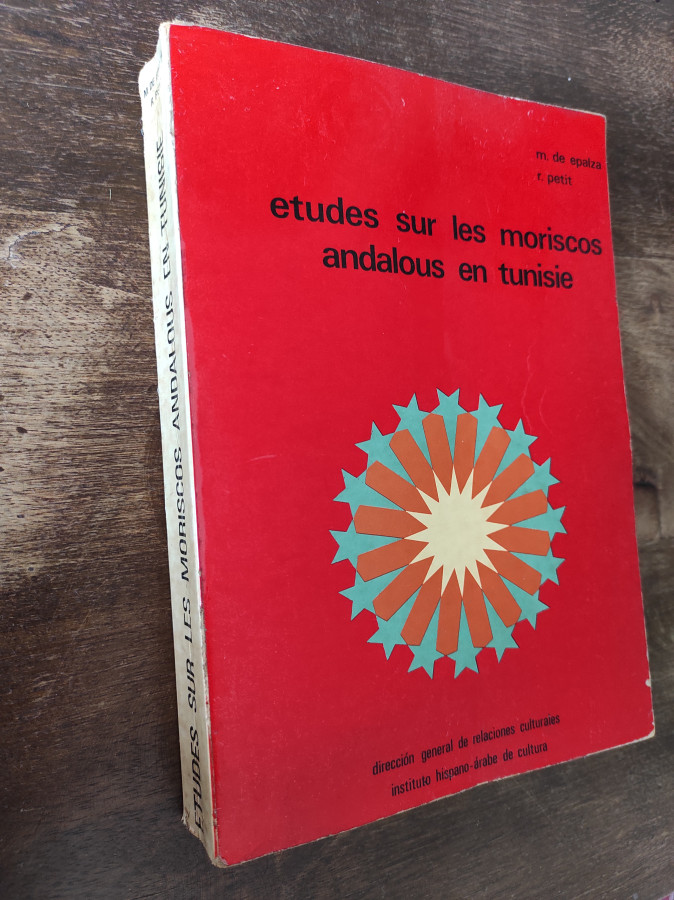 m. de epalza
r. petit
etudes sur les moriscos
andalous en tunisie
dirección general de relaciones culturales
instituto hispano-árabe de cultura
ETUDES SUR LES MORISCOS ANDALOUS EN TUNISIE